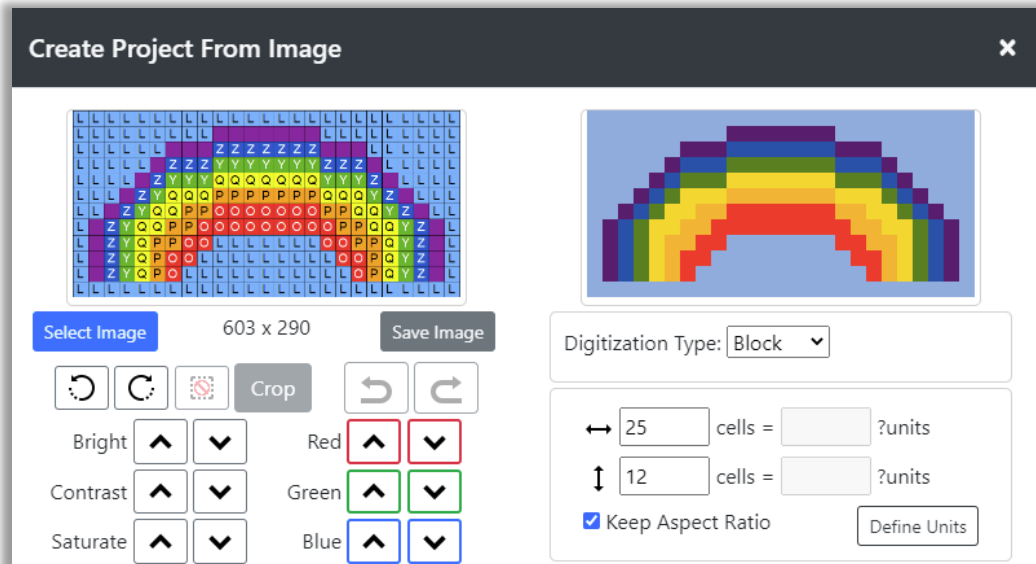 Create Project From Image ×
L L L L L L L L L L L L L L L L L L L L L L L L L
L L L L L L L L L L L L L L L L L L
L L L L L L Z Z Z Z Z Z Z L L L L L L
L L L L L Z Z Z Y Y Y Y Y Y Y Z Z Z L L L L L
L L L L Z Y Y Y Q Q Q Q Q Q Q Y Y Y Z L L L L
L L L Z Y Q Q Q P P P P P P P Q Q Q Y Z L L L
L L Z Y Q Q P P O O O O O O O P P Q Q Y Z L L
L Z Y Q Q P P O O O O O O O O O P P Q Q Y Z L
L Z Y Q P P O O L L L L L L L O O P P Q Y Z L
L Z Y Q P O O L L L L L L L L L O O P Q Y Z L
L Z Y Q P O L L L L L L L L L L L O P Q Y Z L
L L L L L L L L L L L L L L L L L L L L L L L L L
Select Image 603 x 290 Save Image
Crop
Bright Red
Contrast Green
Saturate Blue
Digitization Type: Block
25 cells = ?units
12 cells = ?units
Keep Aspect Ratio Define Units